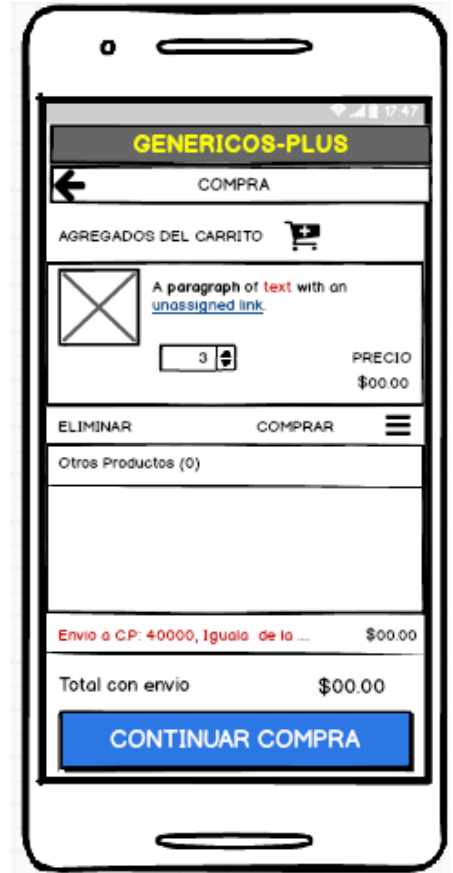 17:47
GENERICOS-PLUS
COMPRA
AGREGADOS DEL CARRITO
A paragraph of text with an
unassigned link.
3
PRECIO
$00.00
ELIMINAR COMPRAR
Otros Productos (0)
Envio a C.P: 40000, Iguala de la ... $00.00
Total con envio $00.00
CONTINUAR COMPRA